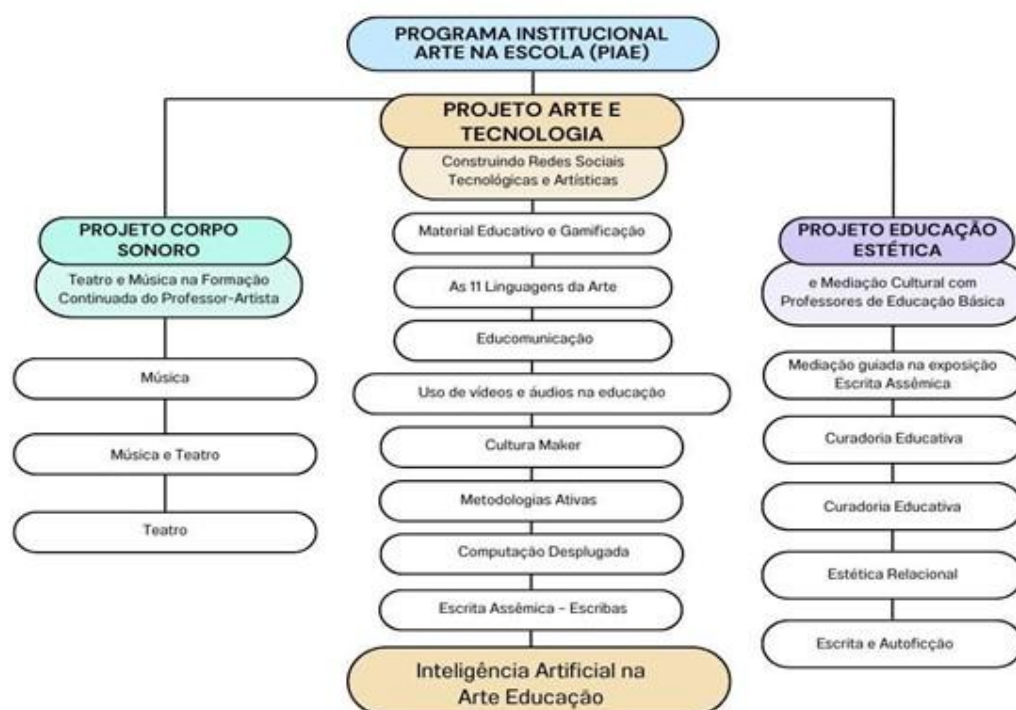 PROGRAMA INSTITUCIONAL
ARTE NA ESCOLA (PIAE)
PROJETO CORPO
SONORO
Teatro e Música na Formação
Continuada do Professor-Artista
Música
Música e Teatro
Teatro
PROJETO ARTE E
TECNOLOGIA
Construindo Redes Sociais
Tecnológicas e Artísticas
Material Educativo e Gamificação
As 11 Linguagens da Arte
Educomunicação
Uso de vídeos e áudios na educação
Cultura Maker
Metodologias Ativas
Computação Desplugada
Escrita Assêmica - Escribas
Inteligência Artificial na
Arte Educação
PROJETO EDUCAÇÃO
ESTÉTICA
e Mediação Cultural com
Professores de Educação Básica
Mediação guiada na exposição
Escrita Assêmica
Curadoria Educativa
Curadoria Educativa
Estética Relacional
Escrita e Autoficção